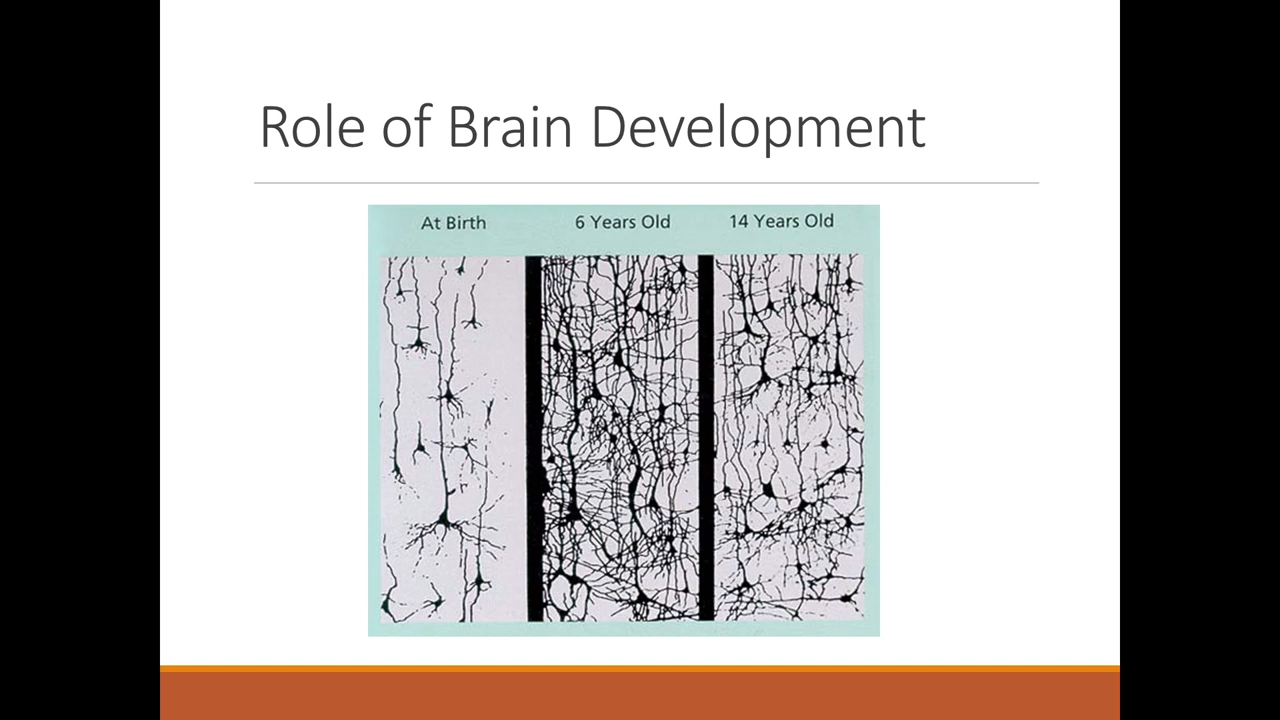 Role of Brain Development
At Birth 6 Years Old 14 Years Old